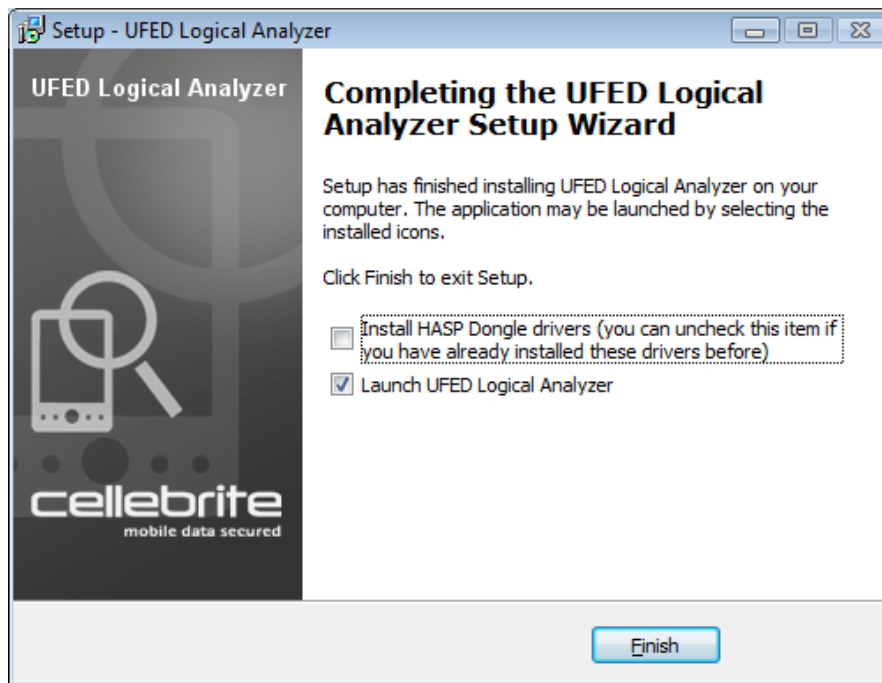 Setup - UFED Logical Analyzer
UFED Logical Analyzer
Completing the UFED Logical
Analyzer Setup Wizard
Setup has finished installing UFED Logical Analyzer on your
computer. The application may be launched by selecting the
installed icons.
Click Finish to exit Setup.
Install HASP Dongle drivers (you can uncheck this item if
you have already installed these drivers before)
Launch UFED Logical Analyzer
cellebrite
mobile data secured
Finish